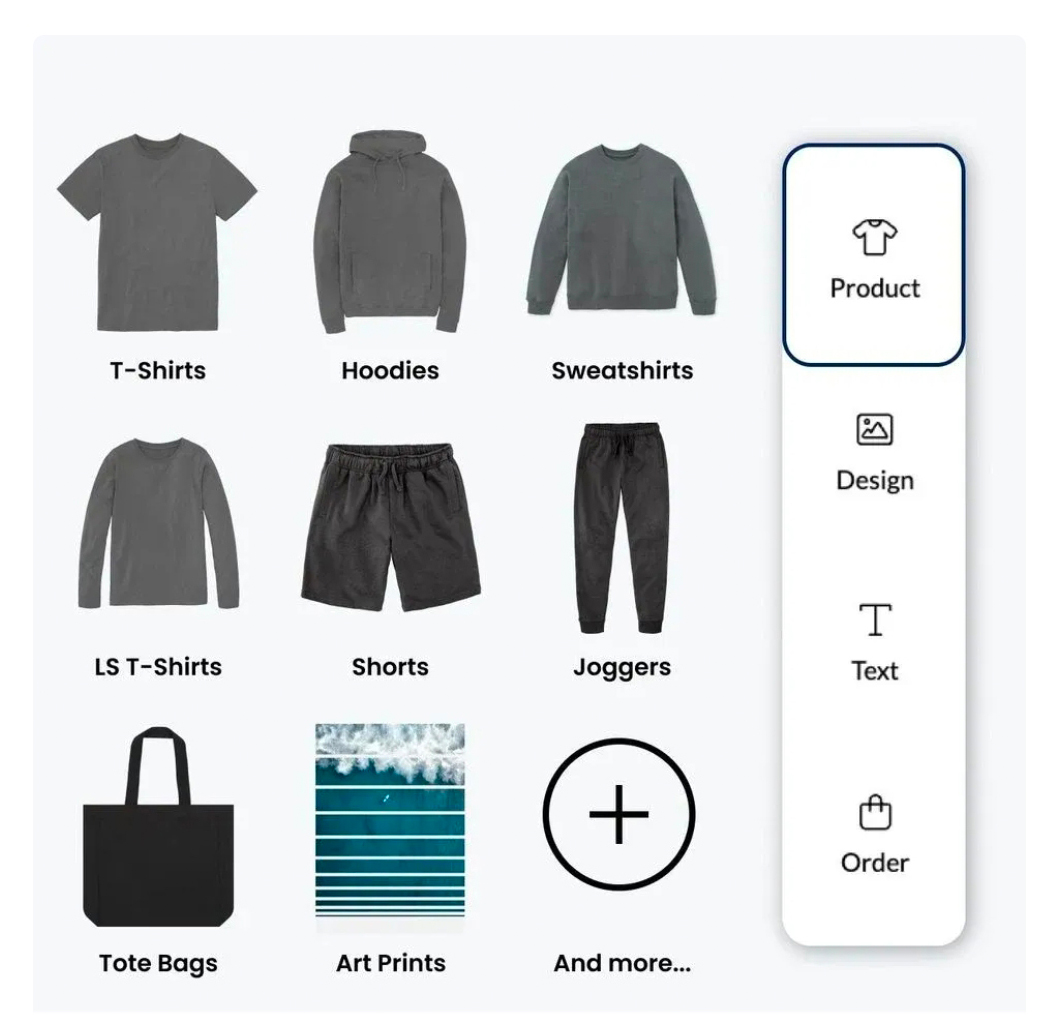 T-Shirts
Hoodies
Sweatshirts
LS T-Shirts
Shorts
Joggers
Tote Bags
Art Prints
And more...
Product
Design
Text
Order